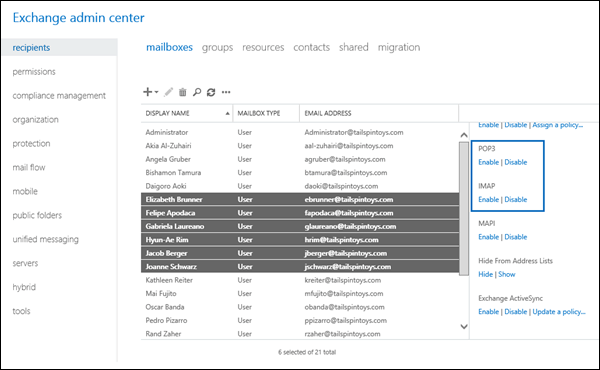 Exchange admin center
recipients
permissions
compliance management
organization
protection
mail flow
mobile
public folders
unified messaging
servers
hybrid
tools
mailboxes groups resources contacts shared migration
DISPLAY NAME MAILBOX TYPE EMAIL ADDRESS
Administrator User Administrator@tailspintoys.com
Akia Al-Zuhairi User aal-zuhairi@tailspintoys.com
Angela Gruber User agruber@tailspintoys.com
Bishamon Tamura User btamura@tailspintoys.com
Daigoro Aoki User daoki@tailspintoys.com
Elizabeth Brunner User ebrunner@tailspintoys.com
Felipe Apodaca User fapodaca@tailspintoys.com
Gabriela Laureano User glaureano@tailspintoys.com
Hyun-Ae Rim User hrim@tailspintoys.com
Jacob Berger User jberger@tailspintoys.com
Joanne Schwarz User jschwarz@tailspintoys.com
Kathleen Reiter User kreiter@tailspintoys.com
Mai Fujito User mfujito@tailspintoys.com
Oscar Banda User obanda@tailspintoys.com
Pedro Pizarro User ppizarro@tailspintoys.com
Rand Zaher User rzaher@tailspintoys.com
6 selected of 21 total
Enable | Disable | Assign a policy...
POP3
Enable | Disable
IMAP
Enable | Disable
MAPI
Enable | Disable
Hide From Address Lists
Hide | Show
Exchange ActiveSync
Enable | Disable | Update a policy...